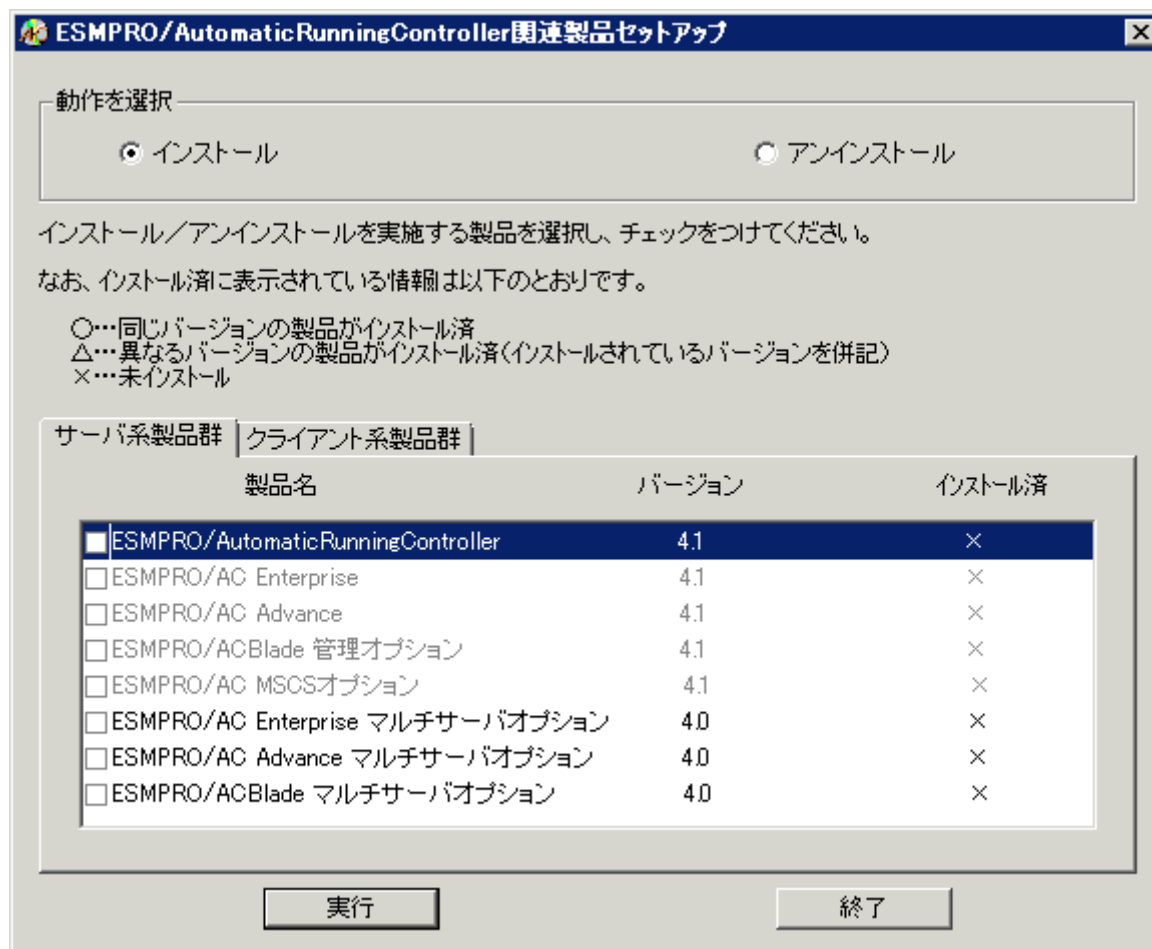 ESMPRO/AutomaticRunningController関連製品セットアップ
動作を選択
インストール アンインストール
インストール／アンインストールを実施する製品を選択し、チェックをつけてください。
なお、インストール済に表示されている情報は以下のとおりです。
○…同じバージョンの製品がインストール済
△…異なるバージョンの製品がインストール済(インストールされているバージョンを併記)
×…未インストール
サーバ系製品群 クライアント系製品群
製品名 バージョン インストール済
ESMPRO/AutomaticRunningController 4.1 ×
ESMPRO/AC Enterprise 4.1 ×
ESMPRO/AC Advance 4.1 ×
ESMPRO/ACBlade 管理オプション 4.1 ×
ESMPRO/AC MSCSオプション 4.1 ×
ESMPRO/AC Enterprise マルチサーバオプション 4.0 ×
ESMPRO/AC Advance マルチサーバオプション 4.0 ×
ESMPRO/ACBlade マルチサーバオプション 4.0 ×
実行 終了